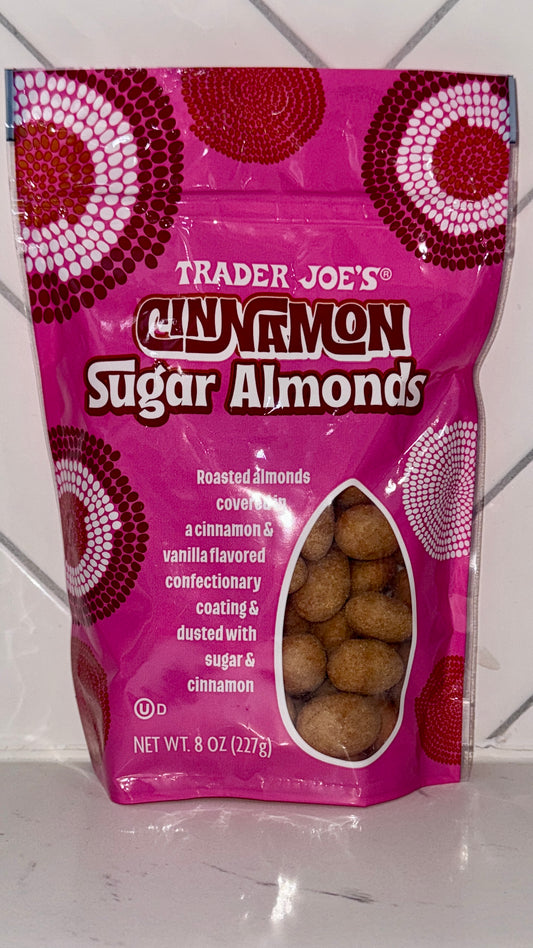 TRADER JOE'S®
CINNAMON
Sugar Almonds
Roasted almonds
covered in
a cinnamon &
vanilla flavored
confectionary
coating &
dusted with
sugar &
cinnamon
U D
NET WT. 8 OZ (227g)